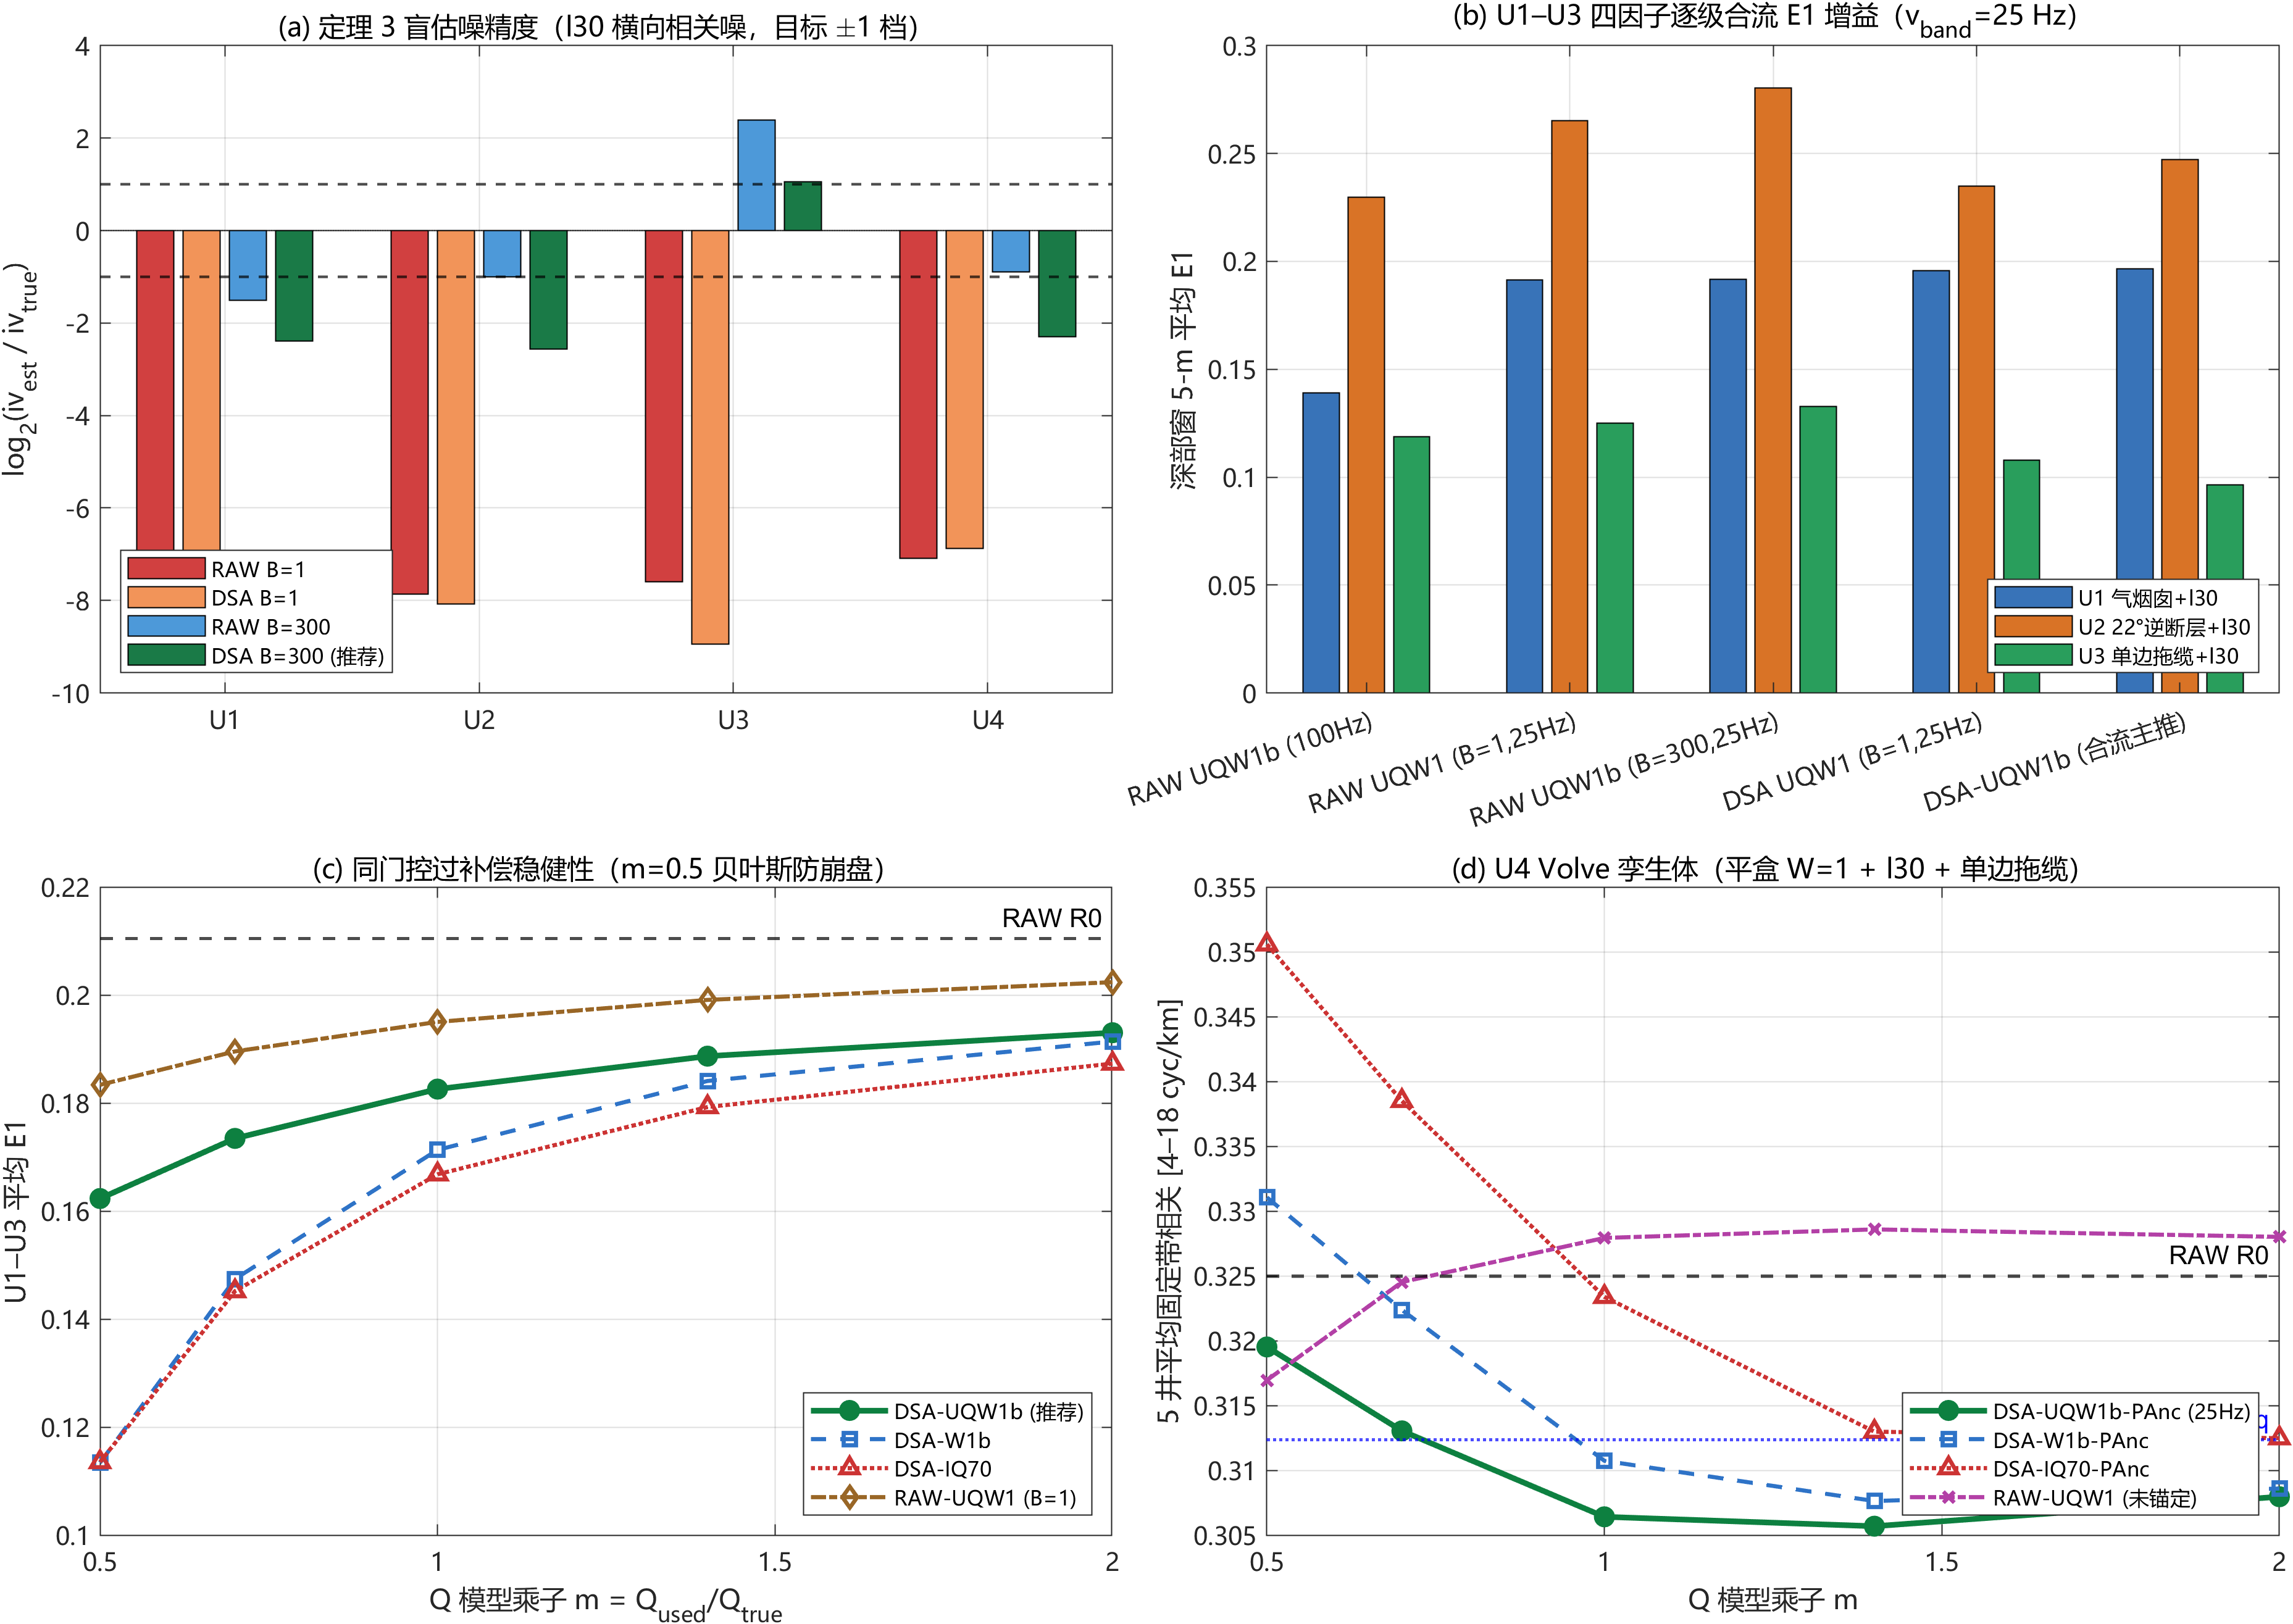 (a) 定理 3 盲估噪精度（l30 横向相关噪，目标 ±1 档）
4
2
0
-2
-4
-6
-8
-10
log2(ivest / ivtrue)
U1
U2
U3
U4
RAW B=1
DSA B=1
RAW B=300
DSA B=300 (推荐)
(b) U1–U3 四因子逐级合流 E1 增益（vband=25 Hz）
0.3
0.25
0.2
0.15
0.1
0.05
0
深部窗 5-m 平均 E1
RAW UQW1b (100Hz)
RAW UQW1 (B=1,25Hz)
RAW UQW1b (B=300,25Hz)
DSA UQW1 (B=1,25Hz)
DSA-UQW1b (合流主推)
U1 气烟囱+l30
U2 22°逆断层+l30
U3 单边拖缆+l30
(c) 同门控过补偿稳健性（m=0.5 贝叶斯防崩盘）
0.22
0.2
0.18
0.16
0.14
0.12
0.1
U1–U3 平均 E1
RAW R0
DSA-UQW1b (推荐)
DSA-W1b
DSA-IQ70
RAW-UQW1 (B=1)
0.5
1
1.5
2
Q 模型乘子 m = Qused/Qtrue
(d) U4 Volve 孪生体（平盒 W=1 + l30 + 单边拖缆）
0.355
0.35
0.345
0.34
0.335
0.33
0.325
0.32
0.315
0.31
0.305
5 井平均固定带相关 [4–18 cyc/km]
RAW R0
DSA-UQW1b-PAnc (25Hz)
DSA-W1b-PAnc
DSA-IQ70-PAnc
RAW-UQW1 (未锚定)
0.5
1
1.5
2
Q 模型乘子 m